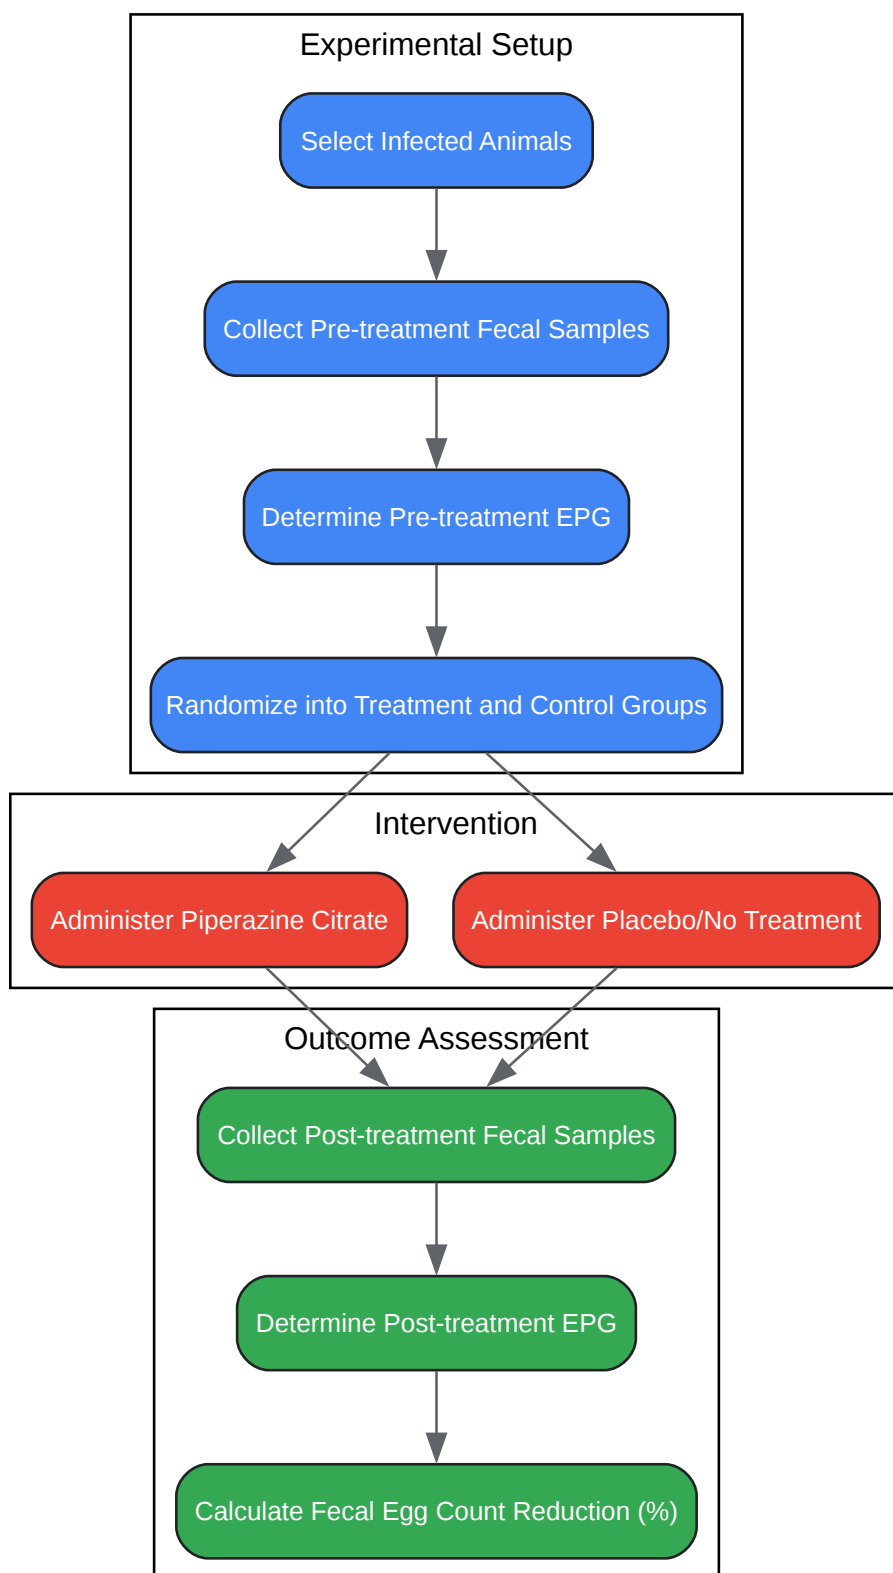 Experimental Setup
Select Infected Animals
Collect Pre-treatment Fecal Samples
Determine Pre-treatment EPG
Randomize into Treatment and Control Groups
Intervention
Administer Piperazine Citrate
Administer Placebo/No Treatment
Outcome Assessment
Collect Post-treatment Fecal Samples
Determine Post-treatment EPG
Calculate Fecal Egg Count Reduction (%)